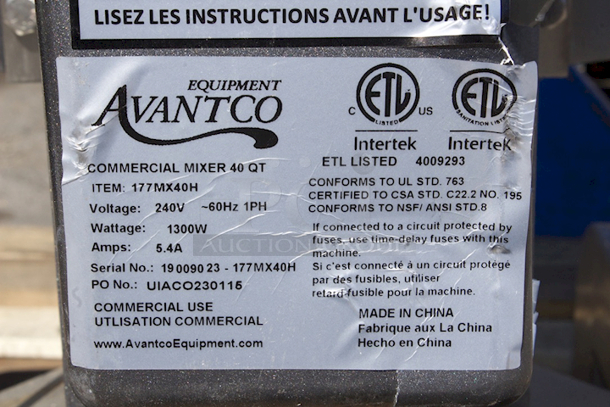 LISEZ LES INSTRUCTIONS AVANT L'USAGE!
EQUIPMENT
AVANTCO
COMMERCIAL MIXER 40 QT
ITEM: 177MX40H
Voltage: 240V ~60Hz 1PH
Wattage: 1300W
Amps: 5.4A
Serial No.: 190090 23 - 177MX40H
PO No.: UIACO230115
COMMERCIAL USE
UTLISATION COMMERCIAL
www.AvantcoEquipment.com
C ETL US
LISTED
Intertek
ETL
SANITATION LISTED
Intertek
ETL LISTED 4009293
CONFORMS TO UL STD. 763
CERTIFIED TO CSA STD. C22.2 NO. 195
CONFORMS TO NSF/ ANSI STD.8
If connected to a circuit protected by
fuses, use time-delay fuses with this
machine.
Si c'est connecté à un circuit protégé
par des fusibles, utiliser
retard-fusible pour la machine.
MADE IN CHINA
Fabrique aux La China
Hecho en China